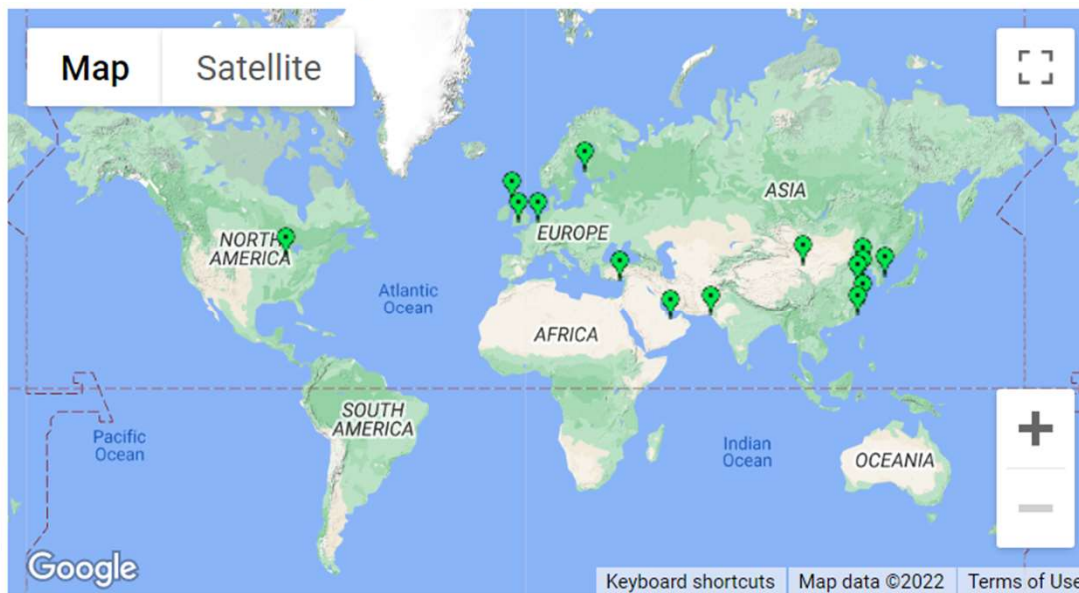 Map
Satellite
ASIA
NORTH
AMERICA
EUROPE
Atlantic
Ocean
AFRICA
SOUTH
AMERICA
Pacific
Ocean
Indian
Ocean
OCEANIA
Google
Keyboard shortcuts
Map data ©2022
Terms of Use